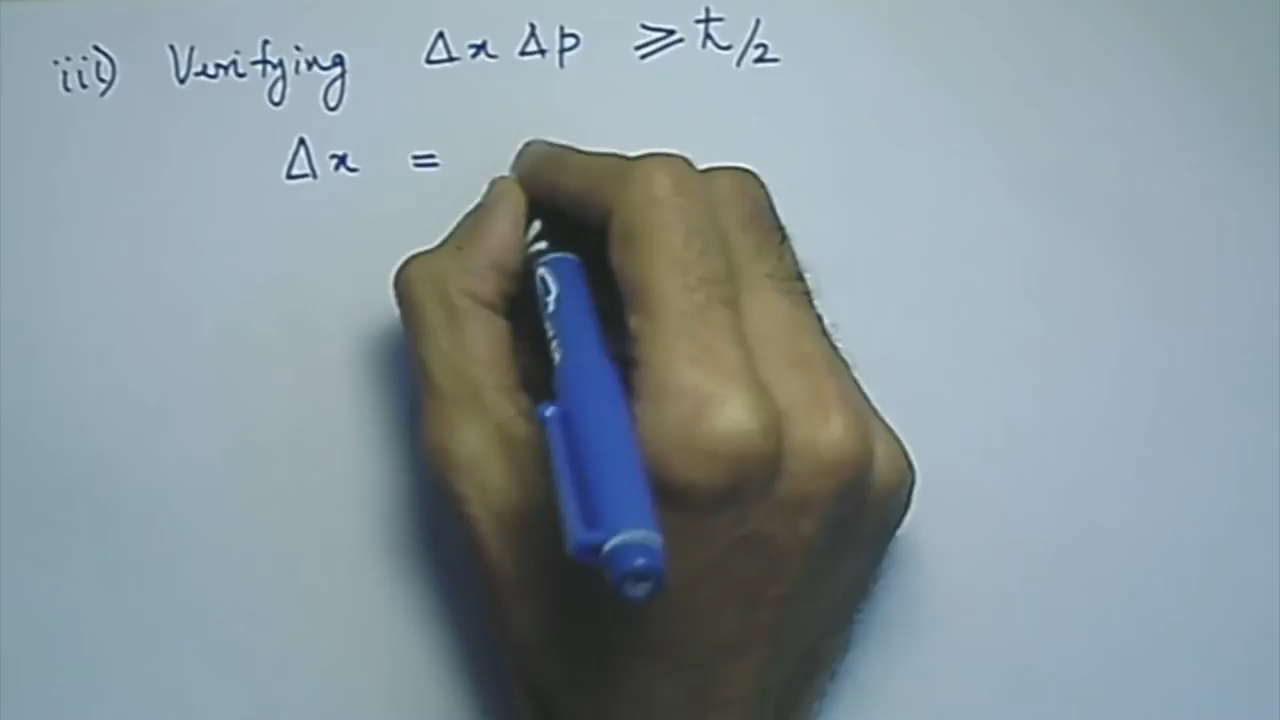 iii) Verifying Δx Δp ⩾ ℏ/2
Δx =